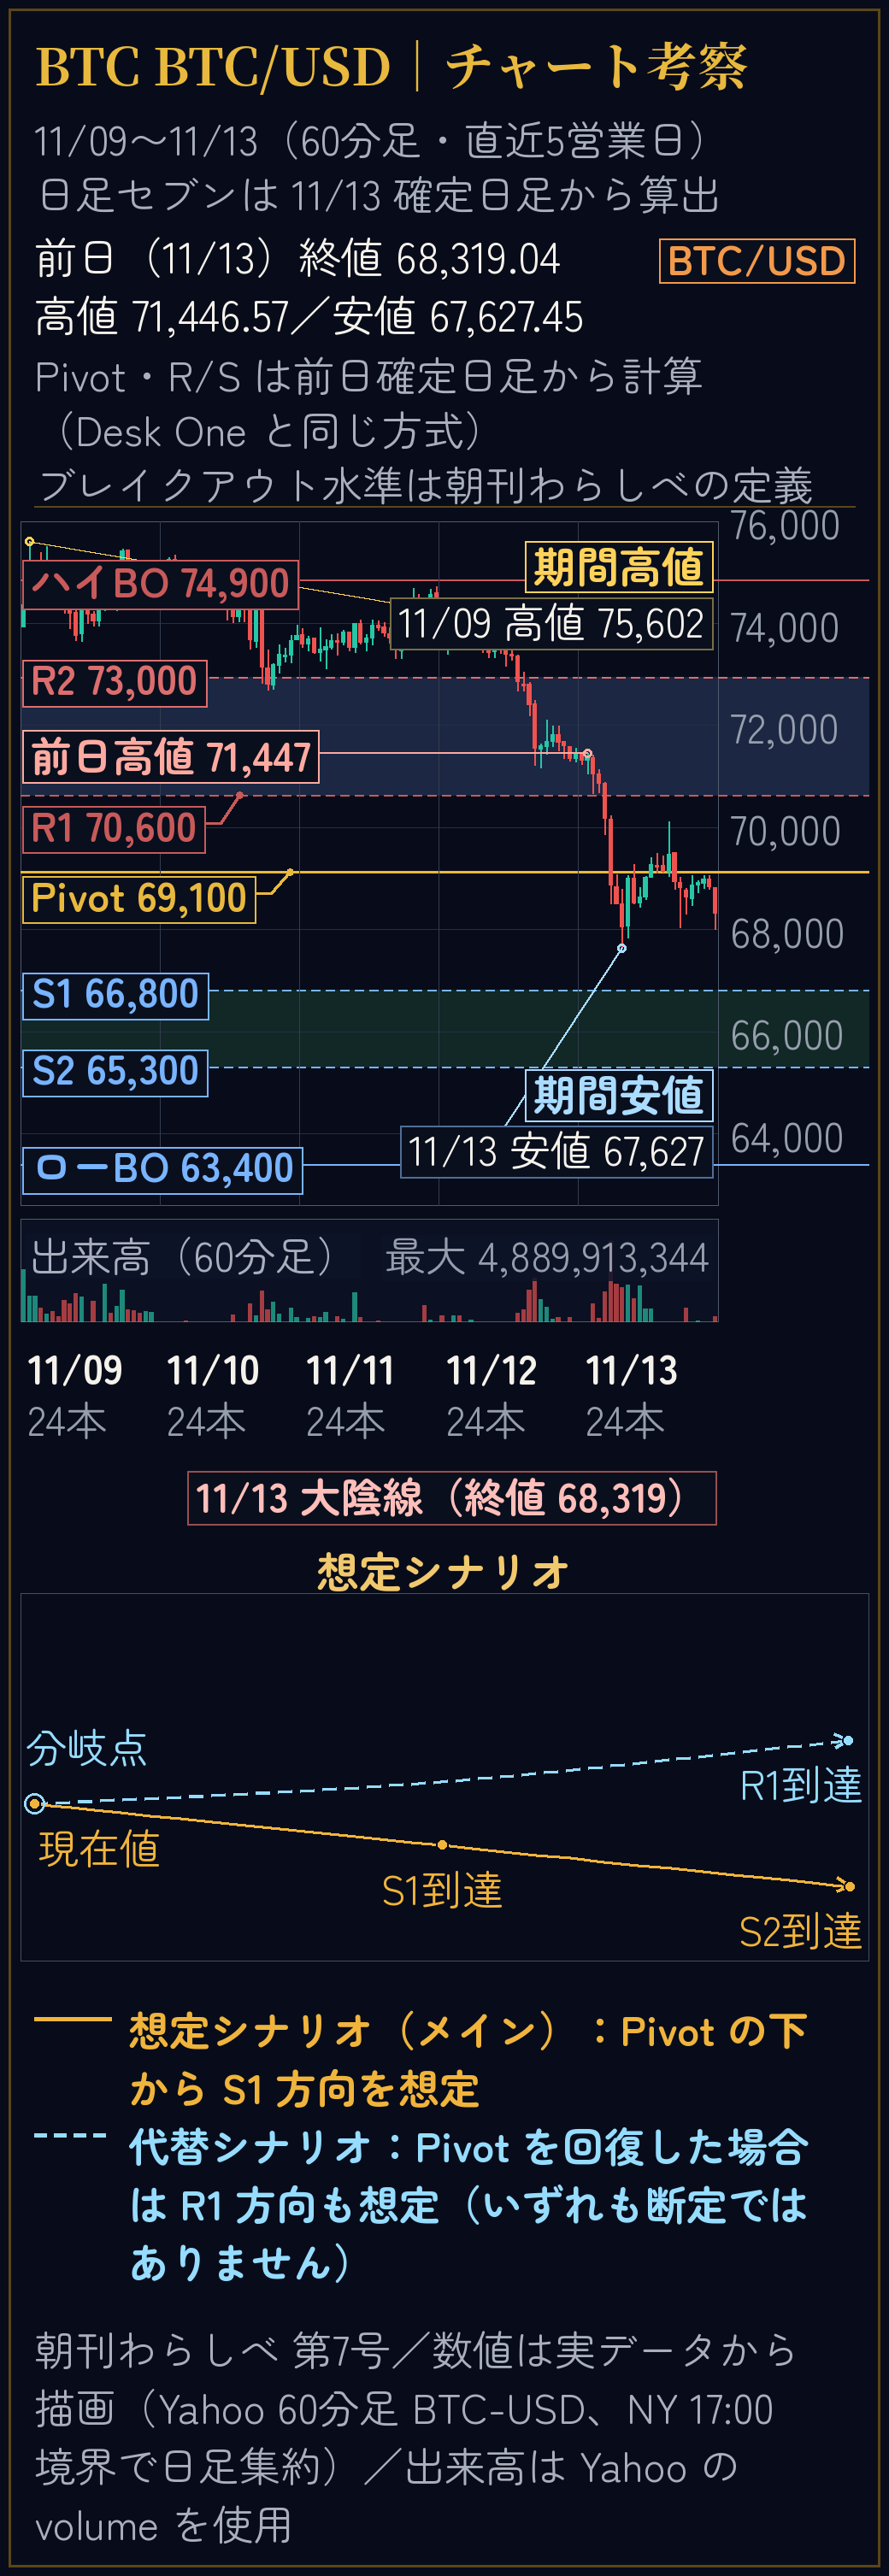 BTC BTC/USD｜チャート考察
11/09〜11/13（60分足・直近5営業日）
日足セブンは 11/13 確定日足から算出
前日（11/13）終値 68,319.04
BTC/USD
高値 71,446.57／安値 67,627.45
Pivot・R/S は前日確定日足から計算
（Desk One と同じ方式）
ブレイクアウト水準は朝刊わらしべの定義
76,000
期間高値
ハイBO 74,900
11/09 高値 75,602
74,000
R2 73,000
72,000
前日高値 71,447
R1 70,600
70,000
Pivot 69,100
68,000
S1 66,800
66,000
S2 65,300
期間安値
11/13 安値 67,627
64,000
ローBO 63,400
出来高（60分足） 最大 4,889,913,344
11/09 11/10 11/11 11/12 11/13
24本 24本 24本 24本 24本
11/13 大陰線（終値 68,319）
想定シナリオ
分岐点
R1到達
現在値
S1到達
S2到達
想定シナリオ（メイン）：Pivot の下
から S1 方向を想定
代替シナリオ：Pivot を回復した場合
は R1 方向も想定（いずれも断定では
ありません）
朝刊わらしべ 第7号／数値は実データから
描画（Yahoo 60分足 BTC-USD、NY 17:00
境界で日足集約）／出来高は Yahoo の
volume を使用